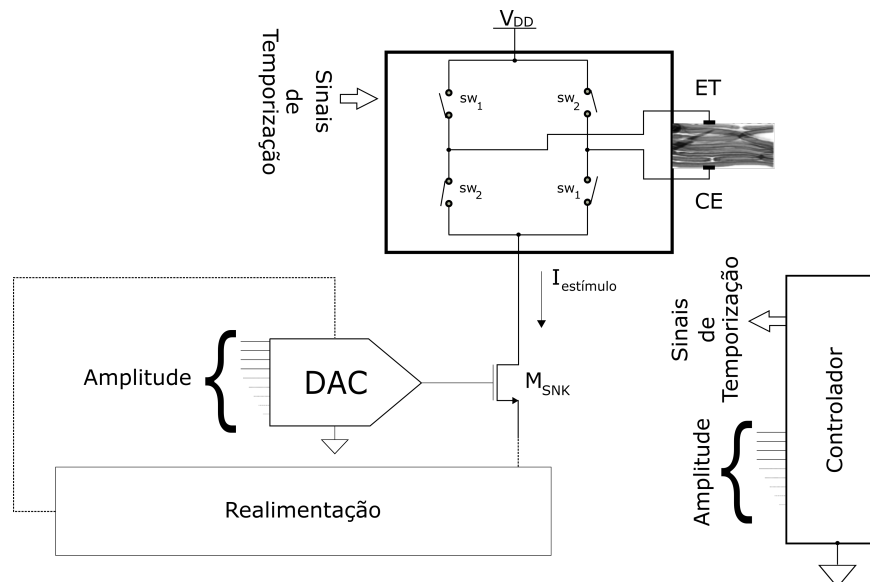 VDD
Sinais
de
Temporização
sw1
sw2
sw2
sw1
ET
CE
Iestímulo
Amplitude
DAC
MSNK
Realimentação
Sinais
de
Temporização
Amplitude
Controlador